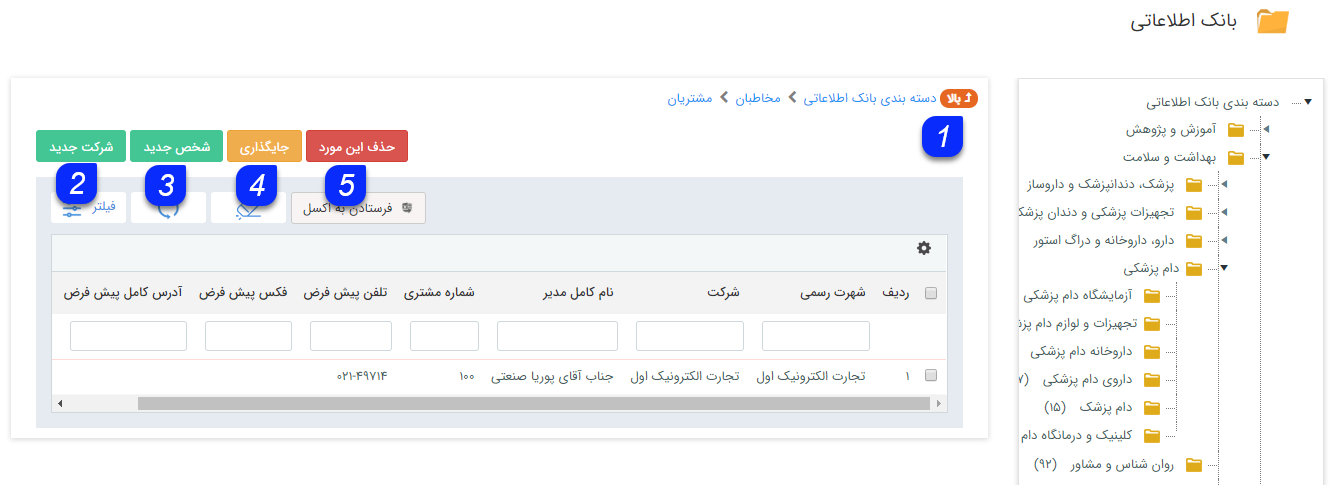 بانک اطلاعاتی
بالا دسته بندی بانک اطلاعاتی > مخاطبان > مشتریان
1
حذف این مورد جایگذاری شخص جدید شرکت جدید
5 4 3 2
فرستادن به اکسل فیلتر
ردیف شهرت رسمی شرکت نام کامل مدیر شماره مشتری تلفن پیش فرض فکس پیش فرض آدرس کامل پیش فرض
۱ تجارت الکترونیک اول تجارت الکترونیک اول جناب آقای پوریا صنعتی ۱۰۰ ۰۲۱-۴۹۷۱۴
دسته بندی بانک اطلاعاتی
آموزش و پژوهش
بهداشت و سلامت
پزشک، دندانپزشک و داروساز
تجهیزات پزشکی و دندان
دارو، داروخانه و دراگ استور
دام پزشکی
آزمایشگاه دام پزشکی
تجهیزات و لوازم دام
داروخانه دام پزشکی
داروی دام پزشکی
دام پزشک (۱۵)
کلینیک و درمانگاه دام
روان شناس و مشاور (۹۲)